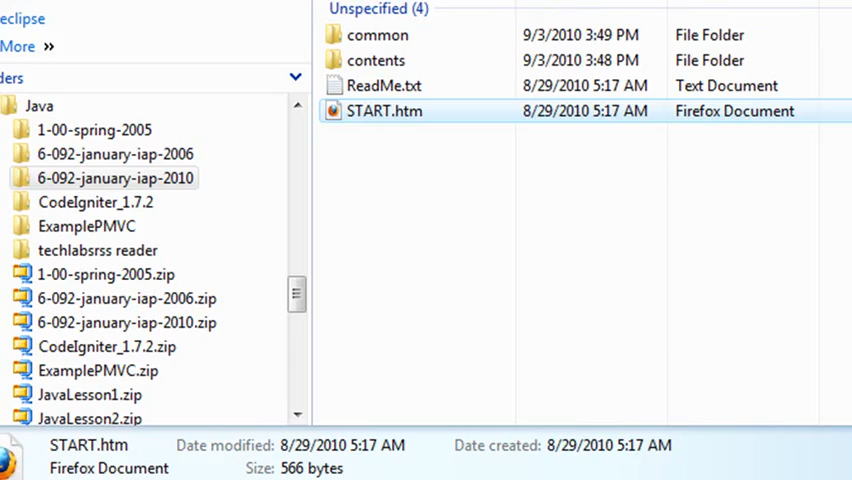 eclipse
More »
ders
Java
1-00-spring-2005
6-092-january-iap-2006
6-092-january-iap-2010
CodeIgniter_1.7.2
ExamplePMVC
techlabsrss reader
1-00-spring-2005.zip
6-092-january-iap-2006.zip
6-092-january-iap-2010.zip
CodeIgniter_1.7.2.zip
ExamplePMVC.zip
JavaLesson1.zip
JavaLesson2.zip
Unspecified (4)
common 9/3/2010 3:49 PM File Folder
contents 9/3/2010 3:48 PM File Folder
ReadMe.txt 8/29/2010 5:17 AM Text Document
START.htm 8/29/2010 5:17 AM Firefox Document
START.htm Date modified: 8/29/2010 5:17 AM Date created: 8/29/2010 5:17 AM
Firefox Document Size: 566 bytes